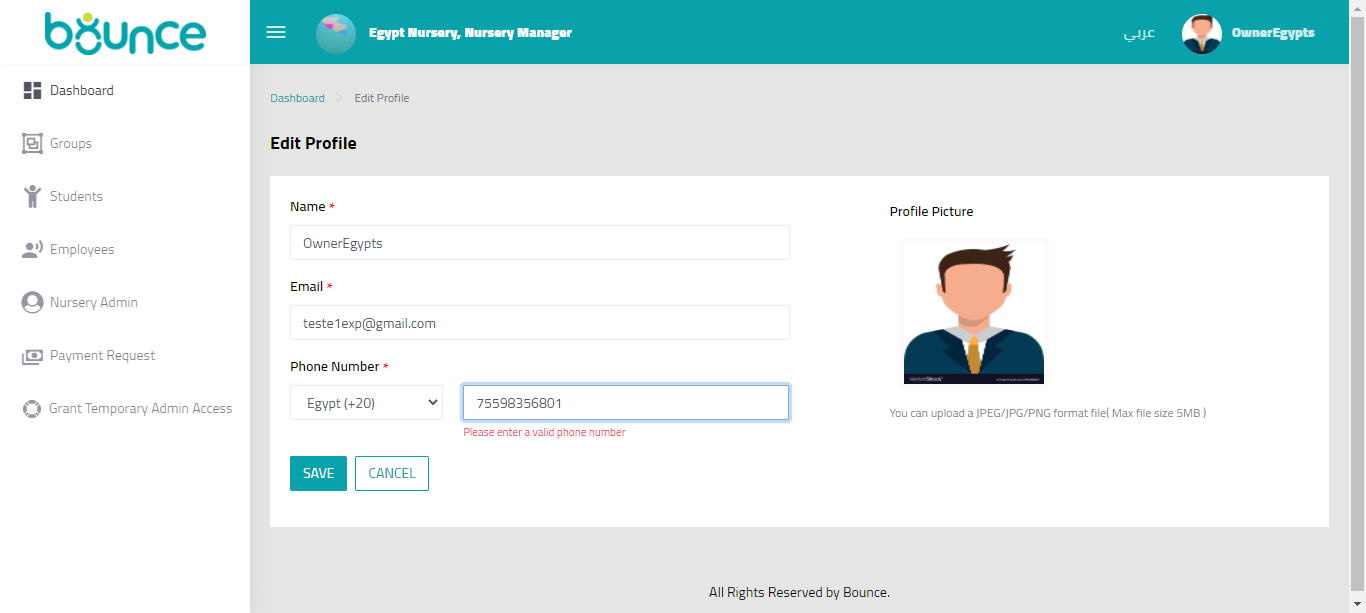 bounce
Egypt Nursery, Nursery Manager
عربي
OwnerEgypts
Dashboard
Groups
Students
Employees
Nursery Admin
Payment Request
Grant Temporary Admin Access
Dashboard Edit Profile
Edit Profile
Name *
OwnerEgypts
Email *
teste1exp@gmail.com
Phone Number *
Egypt (+20)
75598356801
Please enter a valid phone number
SAVE
CANCEL
Profile Picture
You can upload a JPEG/JPG/PNG format file( Max file size 5MB )
All Rights Reserved by Bounce.